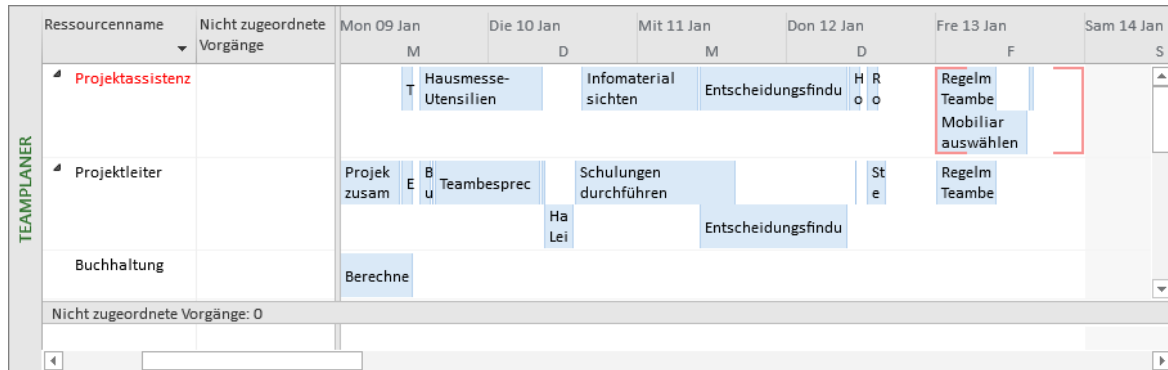 Ressourcenname
Nicht zugeordnete
Vorgänge
Mon 09 Jan
Die 10 Jan
Mit 11 Jan
Don 12 Jan
Fre 13 Jan
Sam 14 Jan
M
D
M
D
F
S
TEAMPLANER
Projektassistenz
T
Hausmesse-
Utensilien
Infomaterial
sichten
Entscheidungsfindu
H
o
R
o
Regelm
Teambe
Mobiliar
auswählen
Projektleiter
Projek
zusam
E
B
u
Teambesprec
Ha
Lei
Schulungen
durchführen
Entscheidungsfindu
St
e
Regelm
Teambe
Buchhaltung
Berechne
Nicht zugeordnete Vorgänge: 0